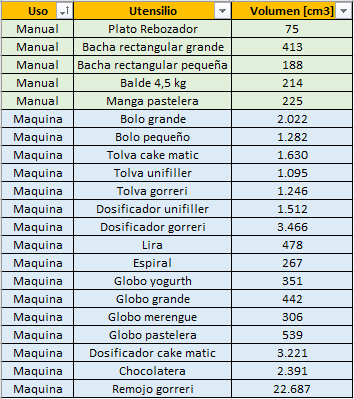 Uso Utensilio Volumen [cm3]
Manual Plato Rebozador 75
Manual Bacha rectangular grande 413
Manual Bacha rectangular pequeña 188
Manual Balde 4,5 kg 214
Manual Manga pastelera 225
Maquina Bolo grande 2.022
Maquina Bolo pequeño 1.282
Maquina Tolva cake matic 1.630
Maquina Tolva unifiller 1.095
Maquina Tolva gorreri 1.246
Maquina Dosificador unifiller 1.512
Maquina Dosificador gorreri 3.466
Maquina Lira 478
Maquina Espiral 267
Maquina Globo yogurth 351
Maquina Globo grande 442
Maquina Globo merengue 306
Maquina Globo pastelera 539
Maquina Dosificador cake matic 3.221
Maquina Chocolatera 2.391
Maquina Remojo gorreri 22.687